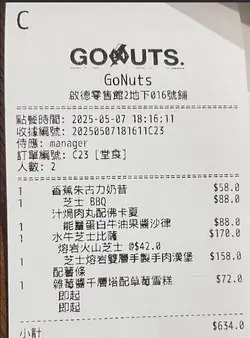 C
GONUTS.
GoNuts
啟德零售館2地下016號鋪
點餐時間: 2025-05-07 18:16:11
收據編號: 20250507181611C23
侍應: manager
訂單編號: C23 [堂食]
人數: 2
1 香蕉朱古力奶昔 $58.0
1 芝士 BBQ $88.0
汁焗肉丸配佛卡夏
1 能量蛋白牛油果醬沙律 $88.0
1 水牛芝士比薩 $170.0
熔岩火山芝士 @$42.0
1 芝士熔岩雙層手製手肉漢堡 $158.0
配薯條
1 雜莓醬千層塔配草莓雪糕 $72.0
即起
即起
小計 $634.0